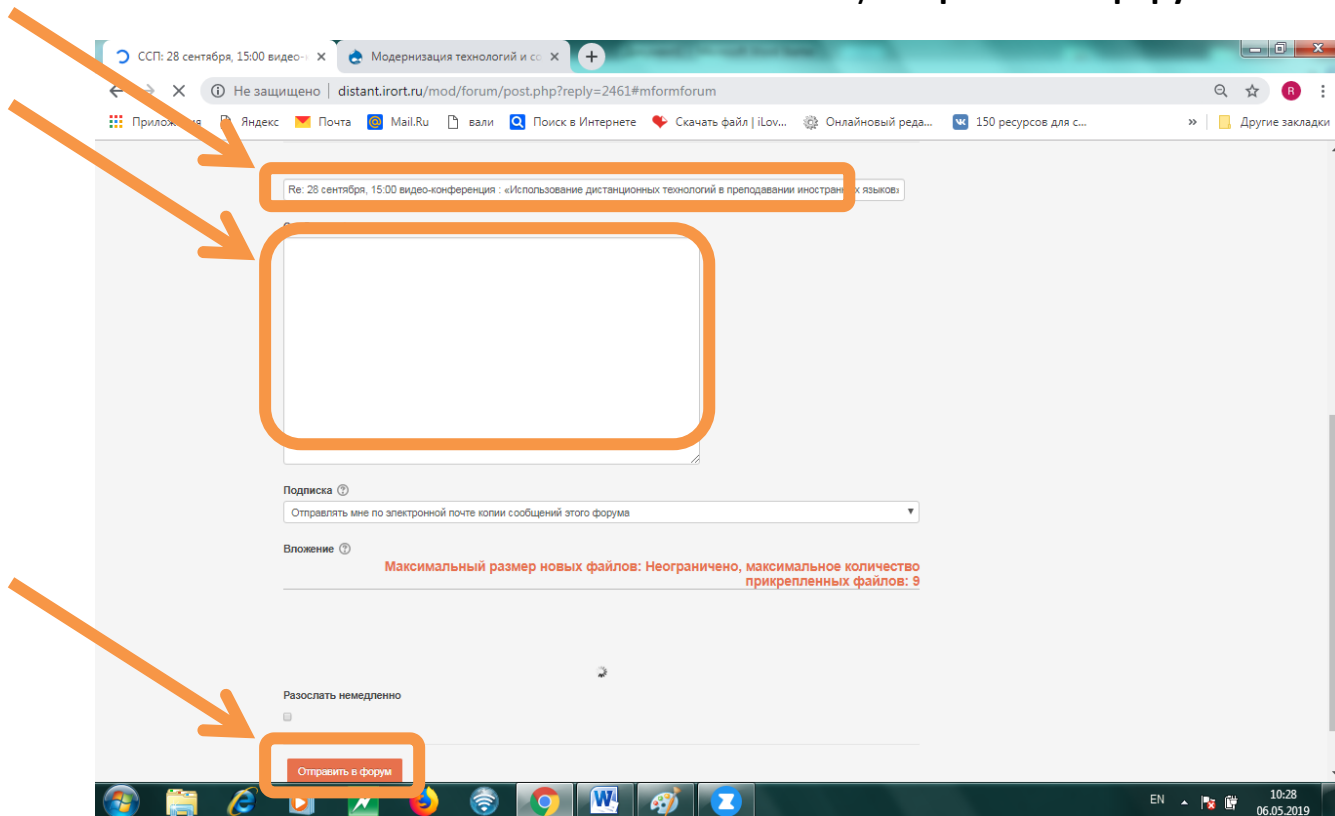 ССП: 28 сентября, 15:00 видео-
Модернизация технологий и со
Не защищено | distant.irort.ru/mod/forum/post.php?reply=2461#mformforum
R
Яндекс Почта Mail.Ru вали Поиск в Интернете Скачать файл | iLov... Онлайновый реда... 150 ресурсов для с... » Другие закладки
Re: 28 сентября, 15:00 видео-конференция : «Использование дистанционных технологий в преподавании
Подписка
Отправлять мне по электронной почте копии сообщений этого форума
Вложение
Максимальный размер новых файлов: Неограничено, максимальное количество
прикрепленных файлов: 9
Разослать немедленно
Отправить в форум
EN
10:28
06.05.2019